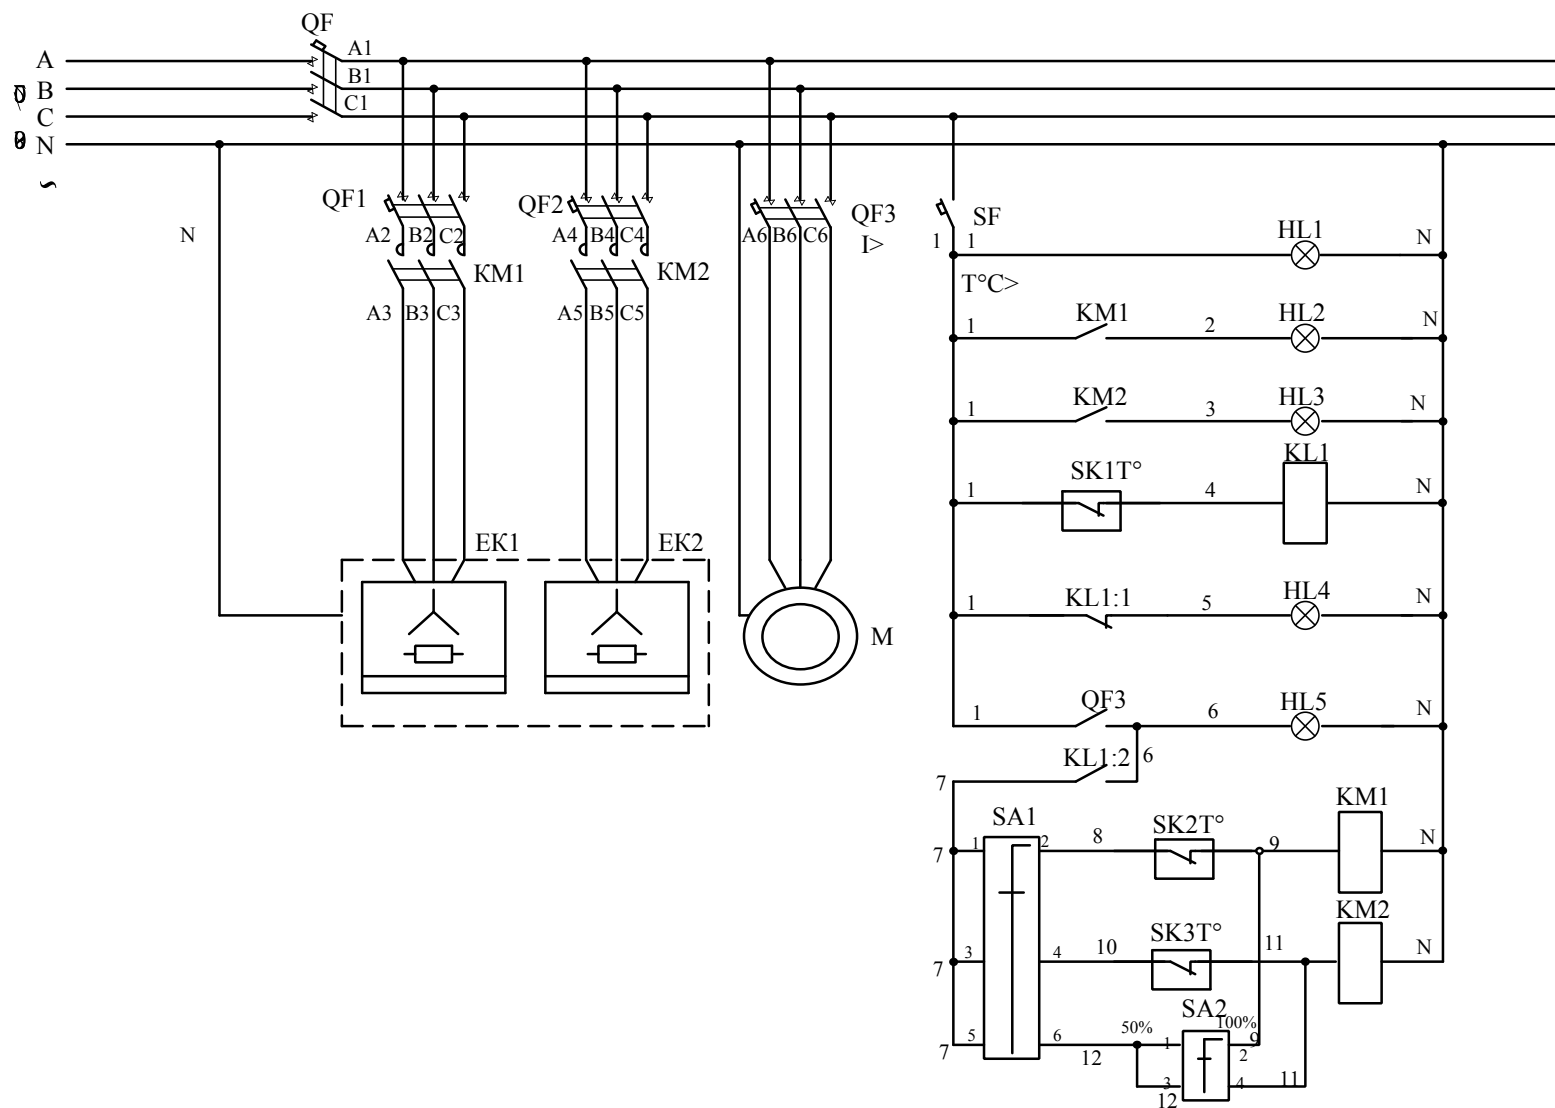 QF
A
A1
B
B1
C
C1
N
QF1
QF2
QF3
I>
SF
N
A2 B2 C2
A4 B4 C4
A6 B6 C6
1 1
HL1
N
T°C>
KM1
KM2
A3 B3 C3
A5 B5 C5
1
KM1
2
HL2
N
1
KM2
3
HL3
N
1
SK1T°
4
KL1
N
EK1
EK2
1
KL1:1
5
HL4
N
M
1
QF3
6
HL5
N
KL1:2
6
7
SA1
7
1
2
8
SK2T°
9
KM1
N
7
3
4
10
SK3T°
11
KM2
N
7
5
6
12
50%
SA2
100%
1
9
2
3
12
4
11